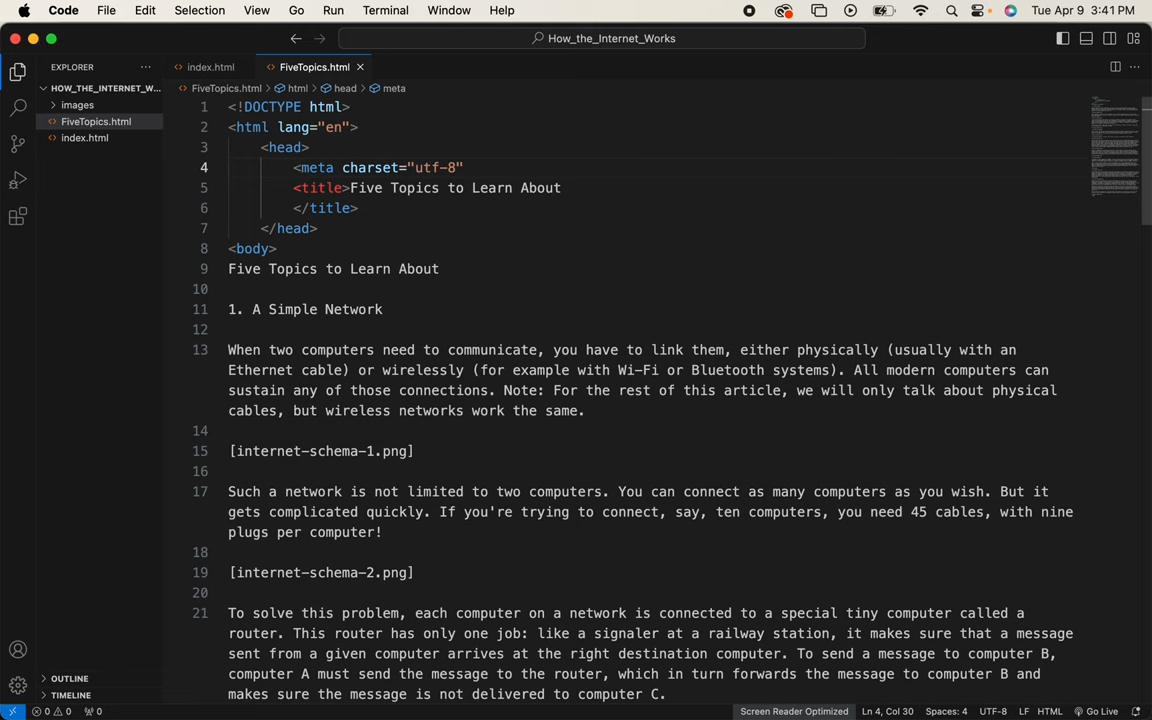 Code File Edit Selection View Go Run Terminal Window Help Tue Apr 9 3:41 PM
How_the_Internet_Works
EXPLORER ... index.html FiveTopics.html
HOW_THE_INTERNET_W... FiveTopics.html > html > head > meta
images
FiveTopics.html
index.html
1 <!DOCTYPE html>
2 <html lang="en">
3 <head>
4 <meta charset="utf-8"
5 <title>Five Topics to Learn About
6 </title>
7 </head>
8 <body>
9 Five Topics to Learn About
10
11 1. A Simple Network
12
13 When two computers need to communicate, you have to link them, either physically (usually with an
Ethernet cable) or wirelessly (for example with Wi-Fi or Bluetooth systems). All modern computers can
sustain any of those connections. Note: For the rest of this article, we will only talk about physical
cables, but wireless networks work the same.
14
15 [internet-schema-1.png]
16
17 Such a network is not limited to two computers. You can connect as many computers as you wish. But it
gets complicated quickly. If you're trying to connect, say, ten computers, you need 45 cables, with nine
plugs per computer!
18
19 [internet-schema-2.png]
20
21 To solve this problem, each computer on a network is connected to a special tiny computer called a
router. This router has only one job: like a signaler at a railway station, it makes sure that a message
sent from a given computer arrives at the right destination computer. To send a message to computer B,
computer A must send the message to the router, which in turn forwards the message to computer B and
makes sure the message is not delivered to computer C.
OUTLINE
TIMELINE
0 0 0 Screen Reader Optimized Ln 4, Col 30 Spaces: 4 UTF-8 LF HTML Go Live